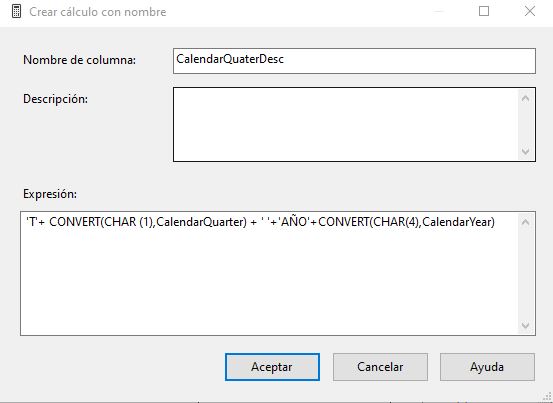 Crear cálculo con nombre
Nombre de columna: CalendarQuaterDesc
Descripción:
Expresión:
'T'+ CONVERT(CHAR (1),CalendarQuarter) + ' '+'AÑO'+CONVERT(CHAR(4),CalendarYear)
Aceptar Cancelar Ayuda